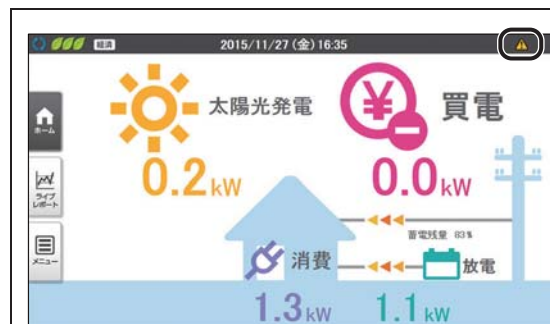 経済 2015/11/27(金)16:35
太陽光発電
買電
0.2kW
0.0kW
ホーム
ライブ
レポート
メニュー
蓄電残量 83%
消費
放電
1.3kW
1.1kW